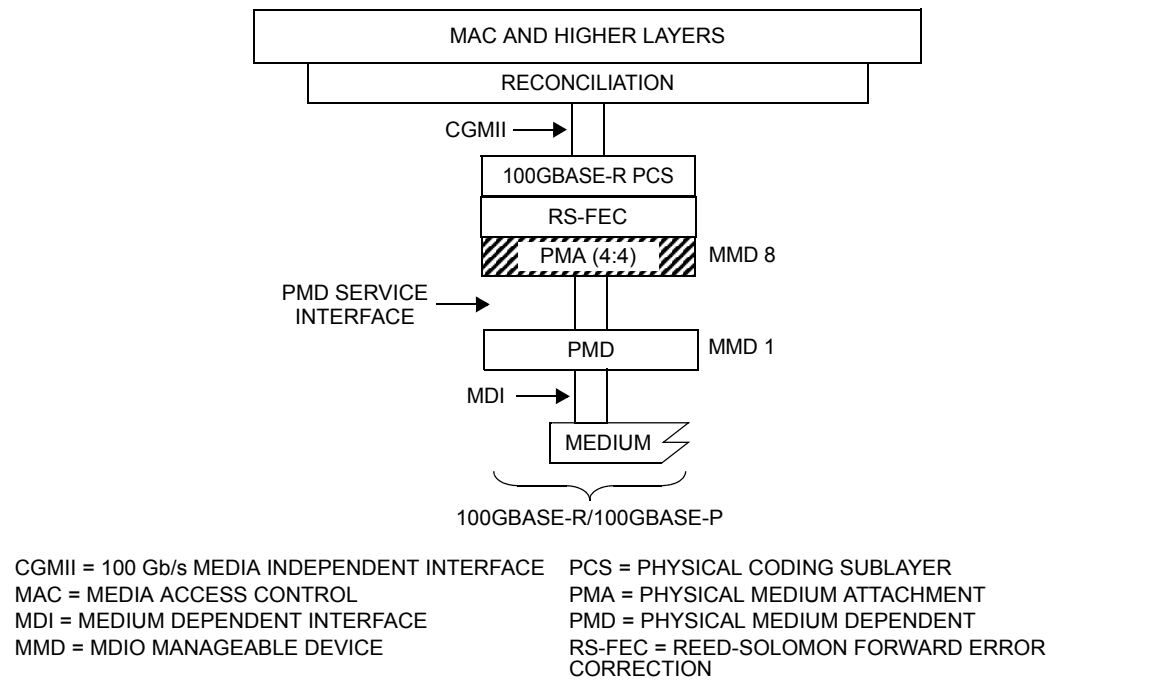 MAC AND HIGHER LAYERS
RECONCILIATION
CGMII
100GBASE-R PCS
RS-FEC
PMA (4:4)
MMD 8
PMD SERVICE
INTERFACE
PMD
MMD 1
MDI
MEDIUM
100GBASE-R/100GBASE-P
CGMII = 100 Gb/s MEDIA INDEPENDENT INTERFACE
MAC = MEDIA ACCESS CONTROL
MDI = MEDIUM DEPENDENT INTERFACE
MMD = MDIO MANAGEABLE DEVICE
PCS = PHYSICAL CODING SUBLAYER
PMA = PHYSICAL MEDIUM ATTACHMENT
PMD = PHYSICAL MEDIUM DEPENDENT
RS-FEC = REED-SOLOMON FORWARD ERROR
CORRECTION